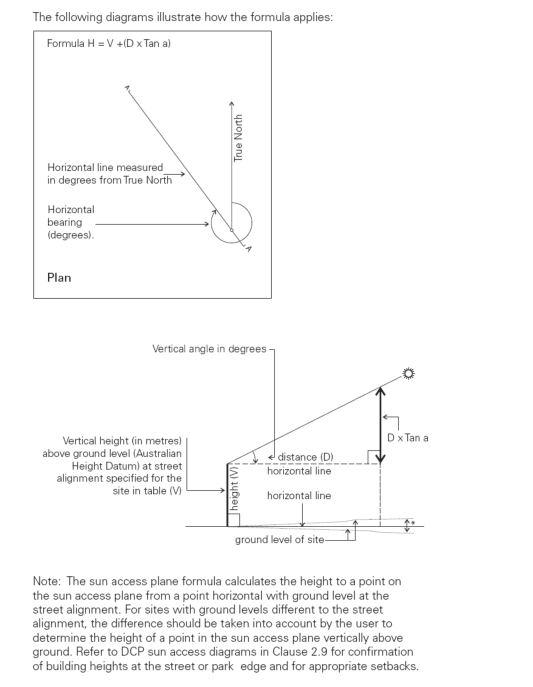 The following diagrams illustrate how the formula applies:
Formula H = V +(D x Tan a)
A
True North
Horizontal line measured
in degrees from True North
Horizontal
bearing
(degrees).
A
Plan
Vertical angle in degrees
D x Tan a
Vertical height (in metres)
above ground level (Australian
Height Datum) at street
alignment specified for the
site in table (V)
distance (D)
horizontal line
height (V)
horizontal line
*
ground level of site
Note: The sun access plane formula calculates the height to a point on
the sun access plane from a point horizontal with ground level at the
street alignment. For sites with ground levels different to the street
alignment, the difference should be taken into account by the user to
determine the height of a point in the sun access plane vertically above
ground. Refer to DCP sun access diagrams in Clause 2.9 for confirmation
of building heights at the street or park edge and for appropriate setbacks.